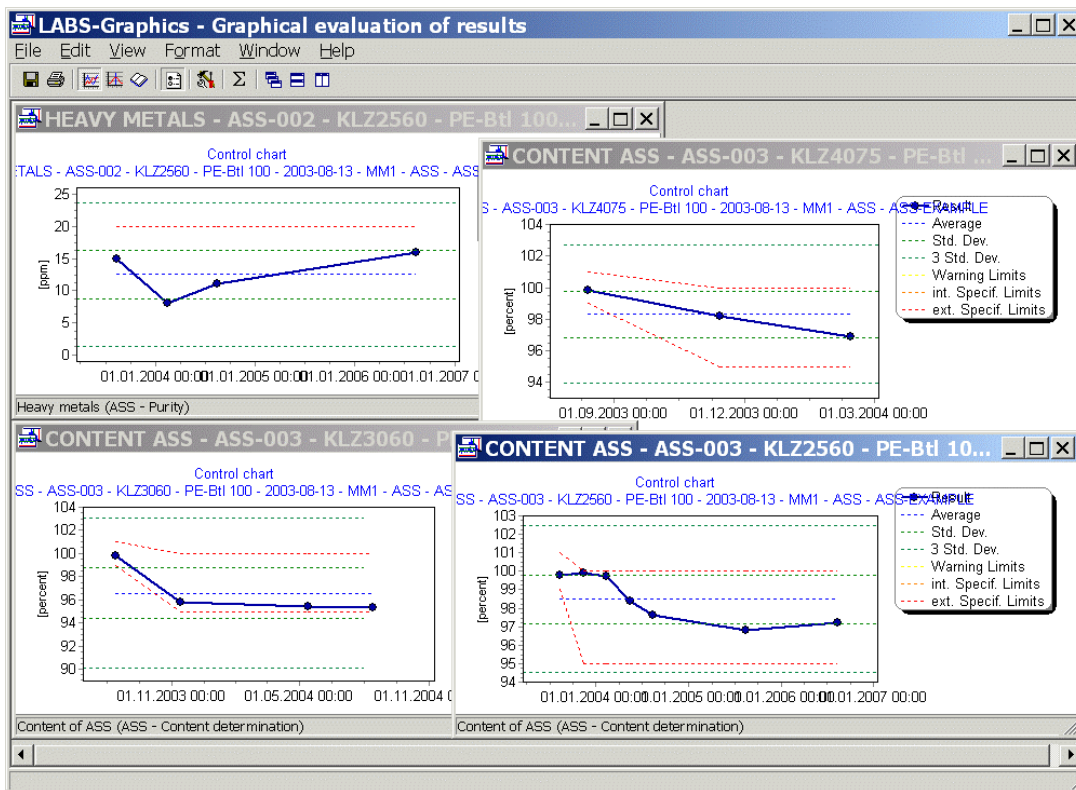 LABS-Graphics - Graphical evaluation of results
File Edit View Format Window Help
HEAVY METALS - ASS-002 - KLZ2560 - PE-Btl 100...
Control chart
ETALS - ASS-002 - KLZ2560 - PE-Btl 100 - 2003-08-13 - MM1 - ASS - ASS
25
20
15
10
5
0
[ppm]
01.01.2004 00:00
01.01.2005 00:00
01.01.2006 00:00
01.01.2007 0
Heavy metals (ASS - Purity)
CONTENT ASS - ASS-003 - KLZ4075 - PE-Btl ...
Control chart
S - ASS-003 - KLZ4075 - PE-Btl 100 - 2003-08-13 - MM1 - ASS - ASS-EXAMPLE
104
102
100
98
96
94
[percent]
01.09.2003 00:00
01.12.2003 00:00
01.03.2004 00:00
Result
Average
Std. Dev.
3 Std. Dev.
Warning Limits
int. Specif. Limits
ext. Specif. Limits
CONTENT ASS - ASS-003 - KLZ3060 - P
Control chart
SS - ASS-003 - KLZ3060 - PE-Btl 100 - 2003-08-13 - MM1 - ASS - AS
104
102
100
98
96
94
92
90
[percent]
01.11.2003 00:00
01.05.2004 00:00
01.11.2004 0
Content of ASS (ASS - Content determination)
CONTENT ASS - ASS-003 - KLZ2560 - PE-Btl 10...
Control chart
SS - ASS-003 - KLZ2560 - PE-Btl 100 - 2003-08-13 - MM1 - ASS - ASS-EXAMPLE
103
102
101
100
99
98
97
96
95
94
[percent]
01.01.2004 00:00
01.01.2005 00:00
01.01.2006 00:00
01.01.2007 00:00
Result
Average
Std. Dev.
3 Std. Dev.
Warning Limits
int. Specif. Limits
ext. Specif. Limits
Content of ASS (ASS - Content determination)